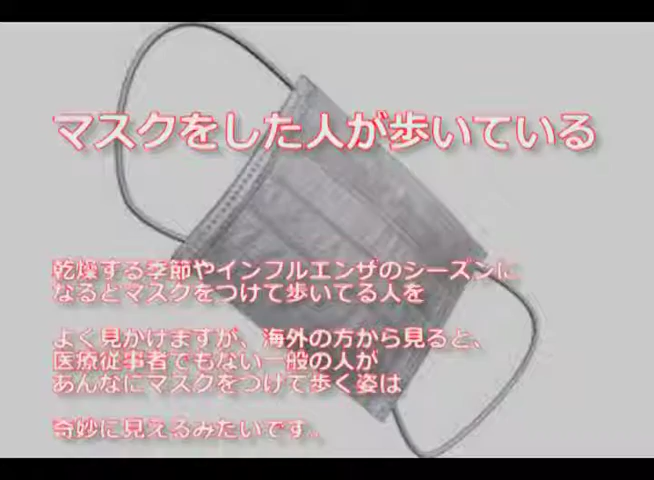 マスクをした人が歩いている
乾燥する季節やインフルエンザのシーズンに
なるとマスクをつけて歩いてる人を
よく見かけますが、海外の方から見ると、
医療従事者でもない一般の人が
あんなにマスクをつけて歩く姿は
奇妙に見えるみたいです。